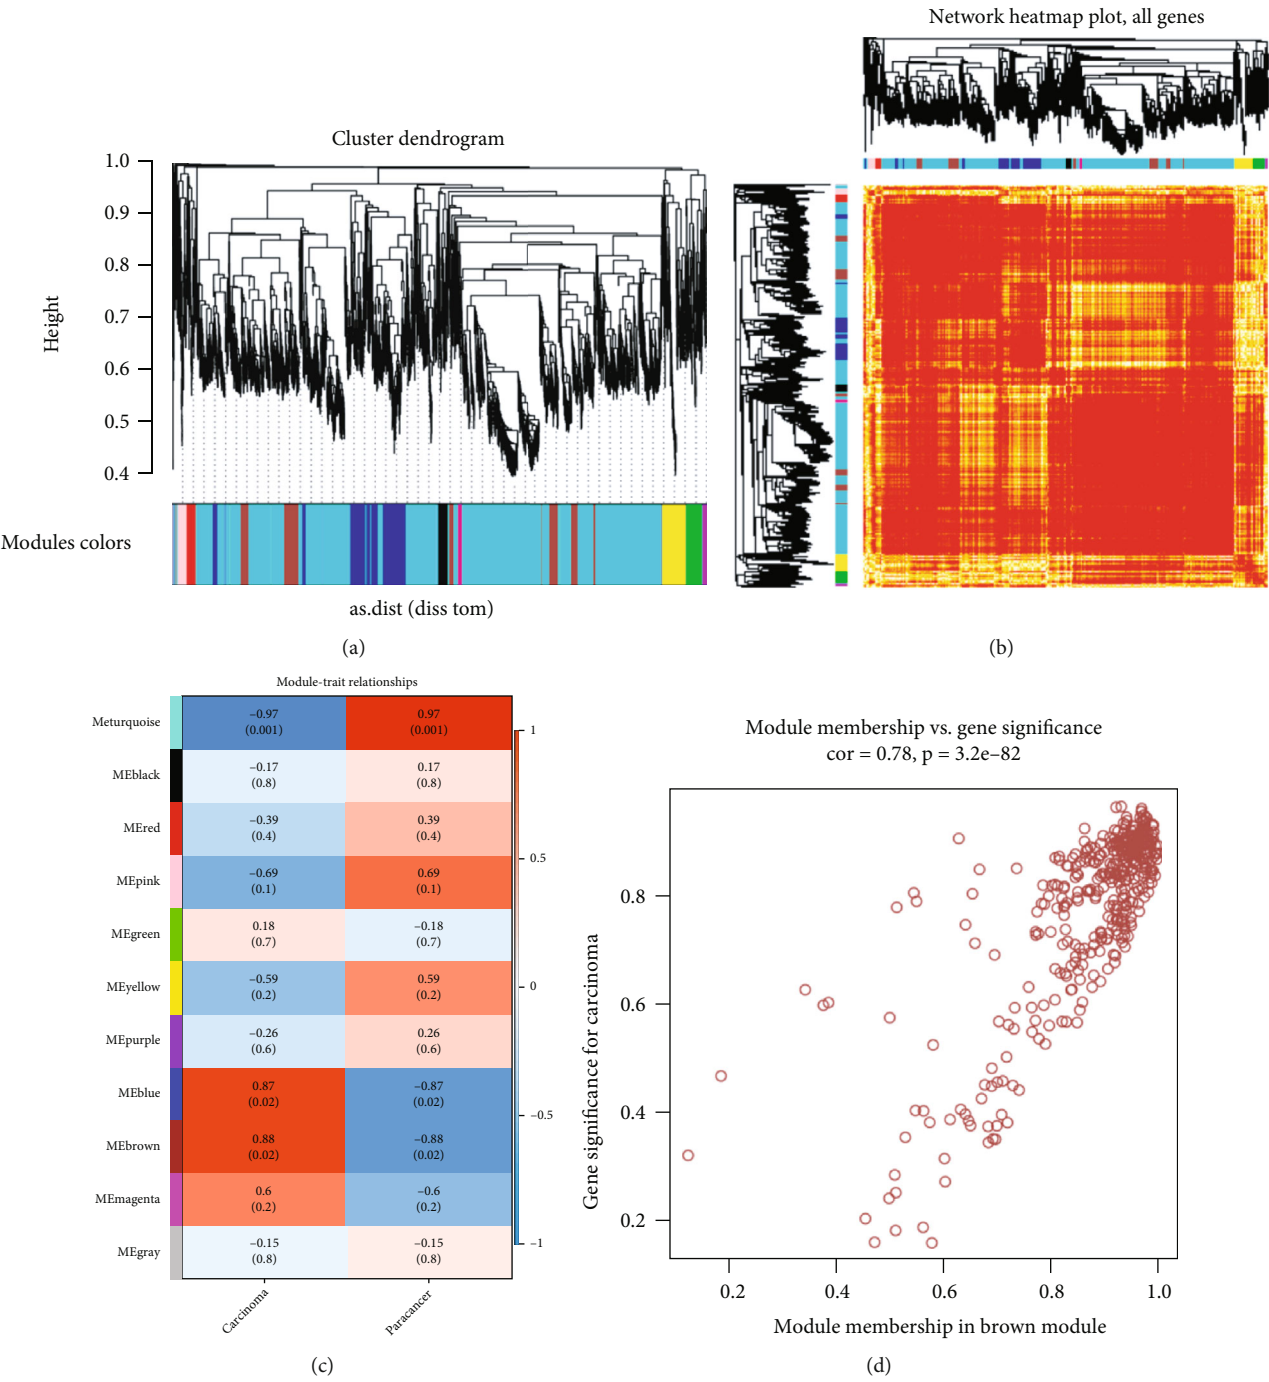 Cluster dendrogram
1.0
0.9
0.8
0.7
0.6
0.5
0.4
Height
Modules colors
as.dist (diss tom)
(a)
Network heatmap plot, all genes
(b)
Module-trait relationships
Meturquoise
–0.97
(0.001)
0.97
(0.001)
MEblack
–0.17
(0.8)
0.17
(0.8)
MEred
–0.39
(0.4)
0.39
(0.4)
MEpink
–0.69
(0.1)
0.69
(0.1)
MEgreen
0.18
(0.7)
–0.18
(0.7)
MEyellow
–0.59
(0.2)
0.59
(0.2)
MEpurple
–0.26
(0.6)
0.26
(0.6)
MEblue
0.87
(0.02)
–0.87
(0.02)
MEbrown
0.88
(0.02)
–0.88
(0.02)
MEmagenta
0.6
(0.2)
–0.6
(0.2)
MEgray
–0.15
(0.8)
–0.15
(0.8)
Carcinoma
Paracancer
1
0.5
0
–0.5
–1
(c)
Module membership vs. gene significance
cor = 0.78, p = 3.2e–82
Gene significance for carcinoma
0.8
0.6
0.4
0.2
0.2
0.4
0.6
0.8
1.0
Module membership in brown module
(d)